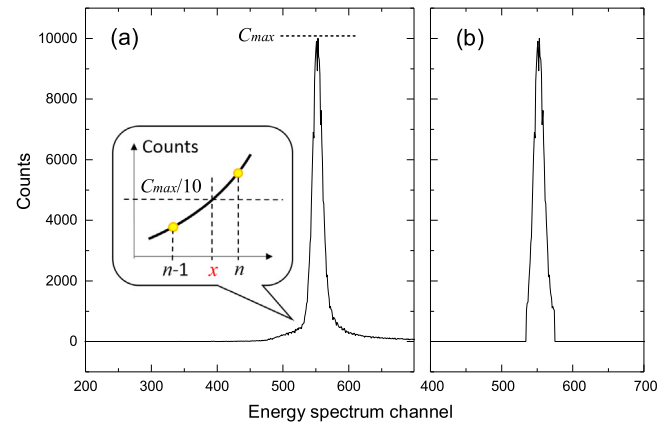 (a)
Cmax
(b)
10000
8000
6000
4000
2000
0
Counts
Counts
Cmax/10
n-1 x n
200 300 400 500 600
400 500 600 700
Energy spectrum channel